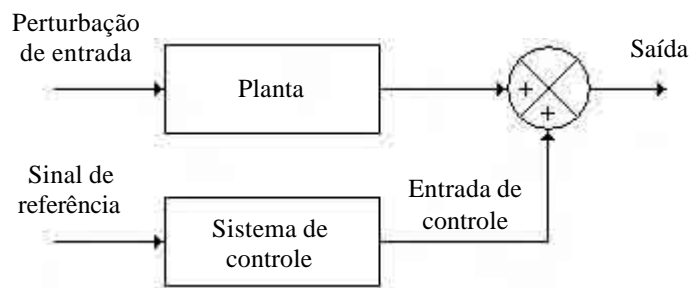 Perturbação
de entrada
Planta
Saída
+
+
Sinal de
referência
Sistema de
controle
Entrada de
controle